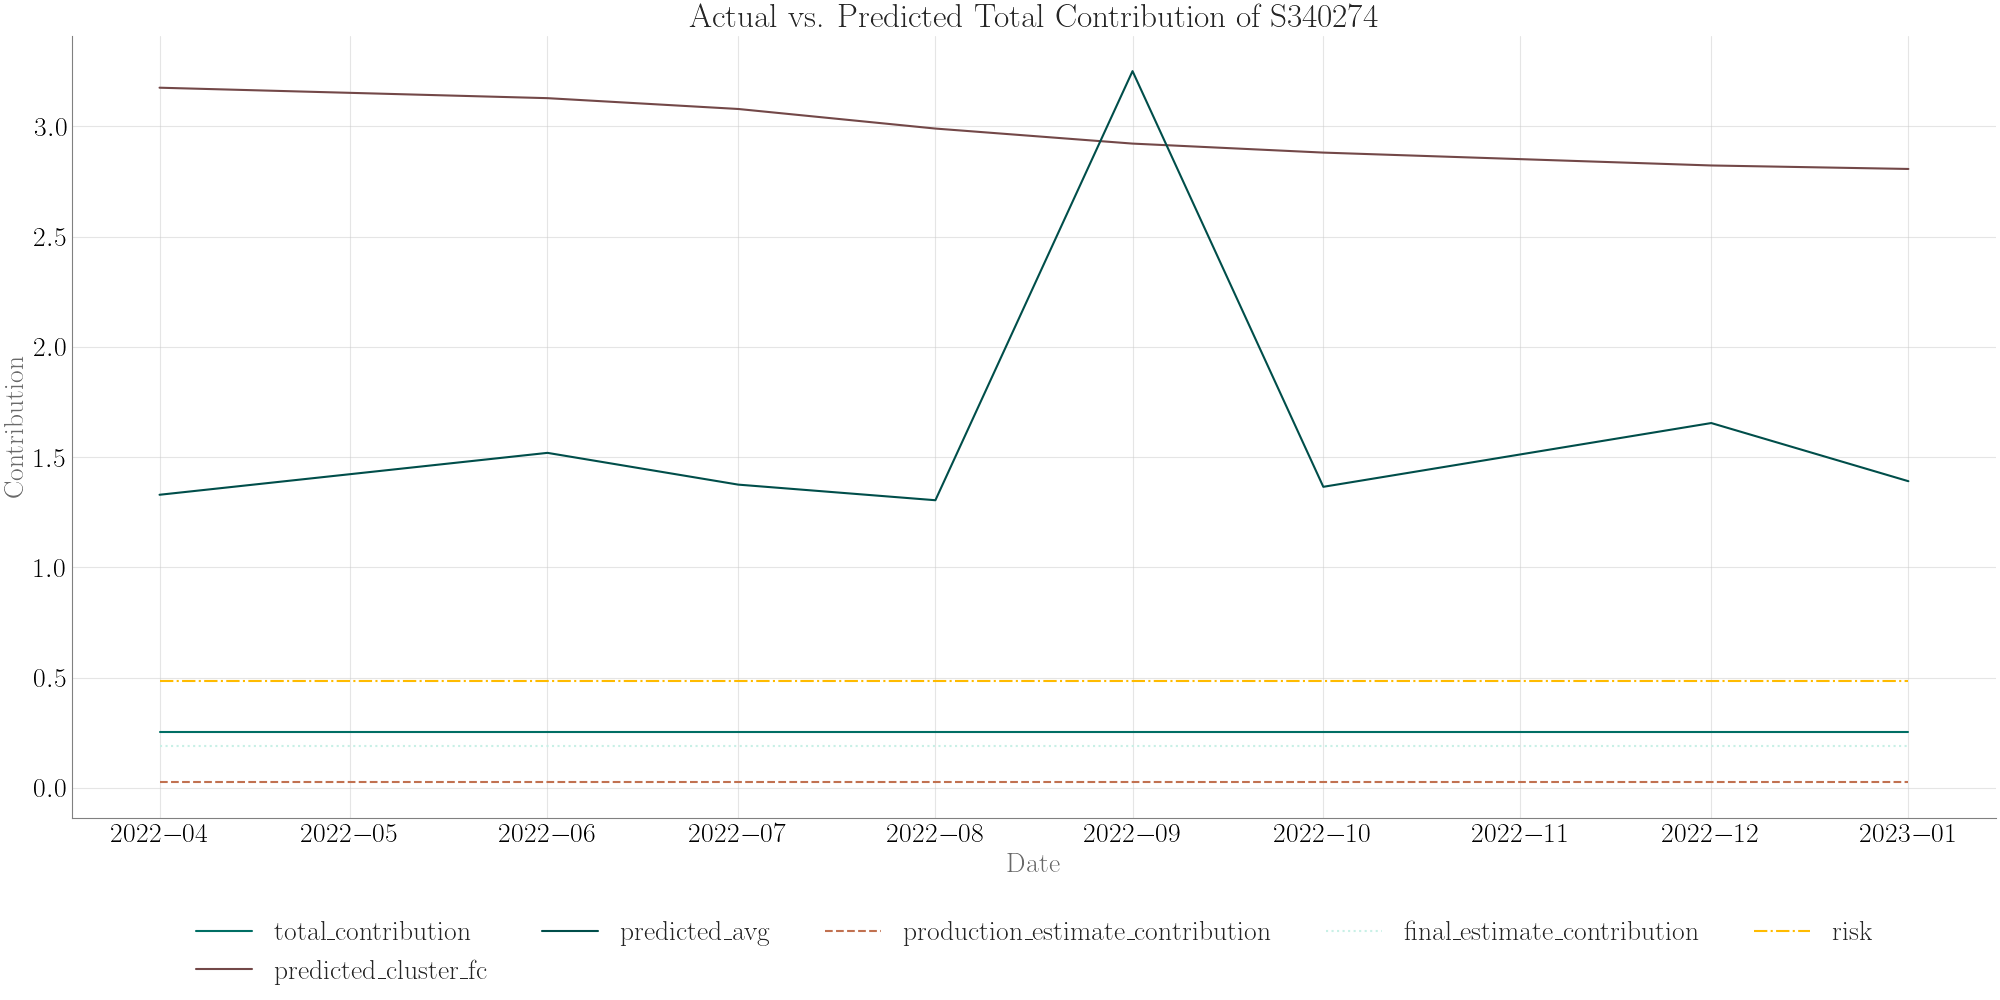 Actual vs. Predicted Total Contribution of S340274
Contribution
3.0
2.5
2.0
1.5
1.0
0.5
0.0
2022−04 2022−05 2022−06 2022−07 2022−08 2022−09 2022−10 2022−11 2022−12 2023−01
Date
total_contribution predicted_avg production_estimate_contribution final_estimate_contribution risk
predicted_cluster_fc